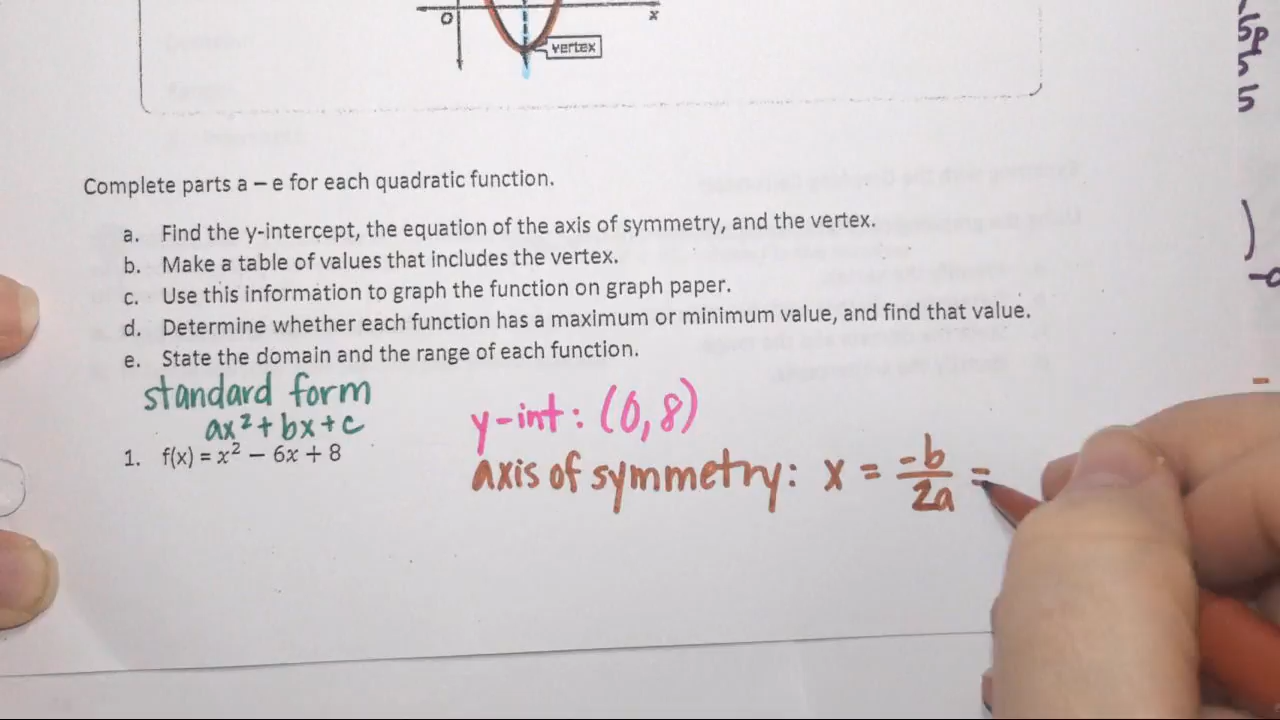 O x
vertex
Complete parts a – e for each quadratic function.
a. Find the y-intercept, the equation of the axis of symmetry, and the vertex.
b. Make a table of values that includes the vertex.
c. Use this information to graph the function on graph paper.
d. Determine whether each function has a maximum or minimum value, and find that value.
e. State the domain and the range of each function.
standard form
ax² + bx + c
1. f(x) = x² – 6x + 8
y-int: (0,8)
axis of symmetry: x = -b/2a =